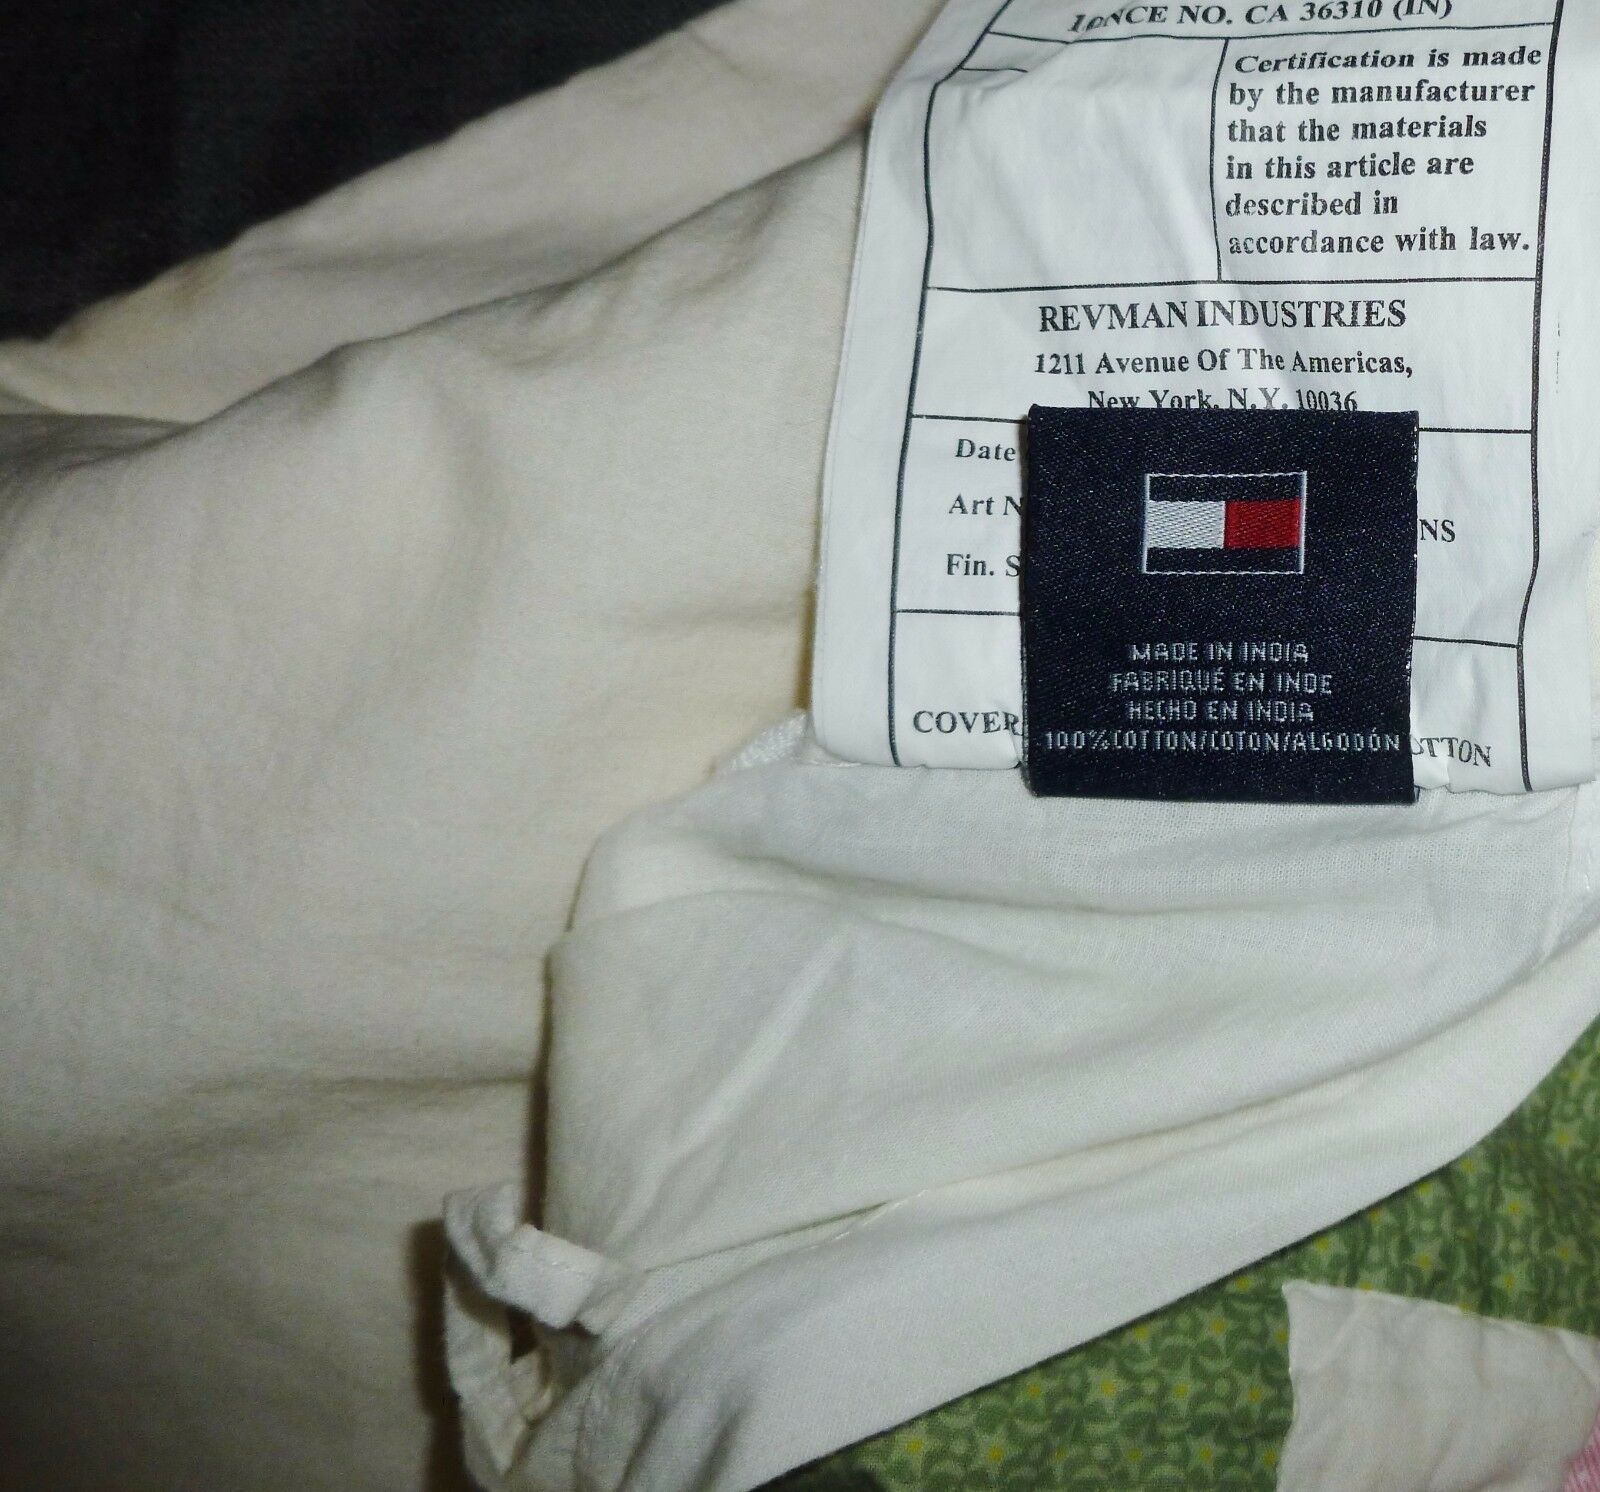 NO. CA 36310 (IN)
Certification is made
by the manufacturer
that the materials
in this article are
described in
accordance with law.
REVMAN INDUSTRIES
1211 Avenue Of The Americas,
New York, N.Y. 10036
Date
Art N
Fin. S
NS
COVER
OTTON
MADE IN INDIA
FABRIQUÉ EN INDE
HECHO EN INDIA
100% COTTON/COTON/ALGODÓN